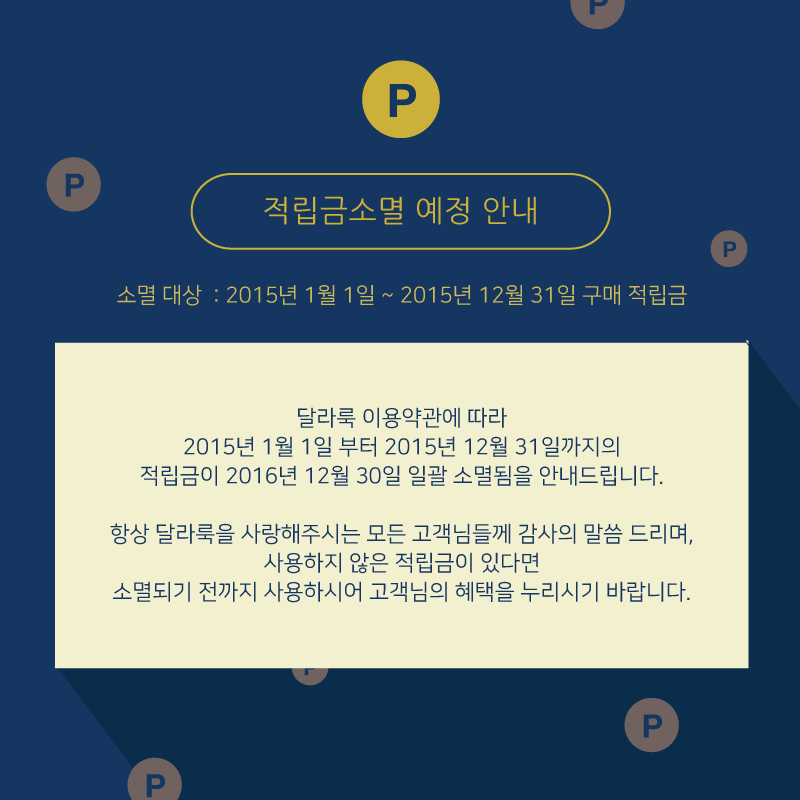 P
P
적립금소멸 예정 안내
P
P
소멸 대상 : 2015년 1월 1일 ~ 2015년 12월 31일 구매 적립금
달라룩 이용약관에 따라
2015년 1월 1일 부터 2015년 12월 31일까지의
적립금이 2016년 12월 30일 일괄 소멸됨을 안내드립니다.
항상 달라룩을 사랑해주시는 모든 고객님들께 감사의 말씀 드리며,
사용하지 않은 적립금이 있다면
소멸되기 전까지 사용하시어 고객님의 혜택을 누리시기 바랍니다.
P
P
P